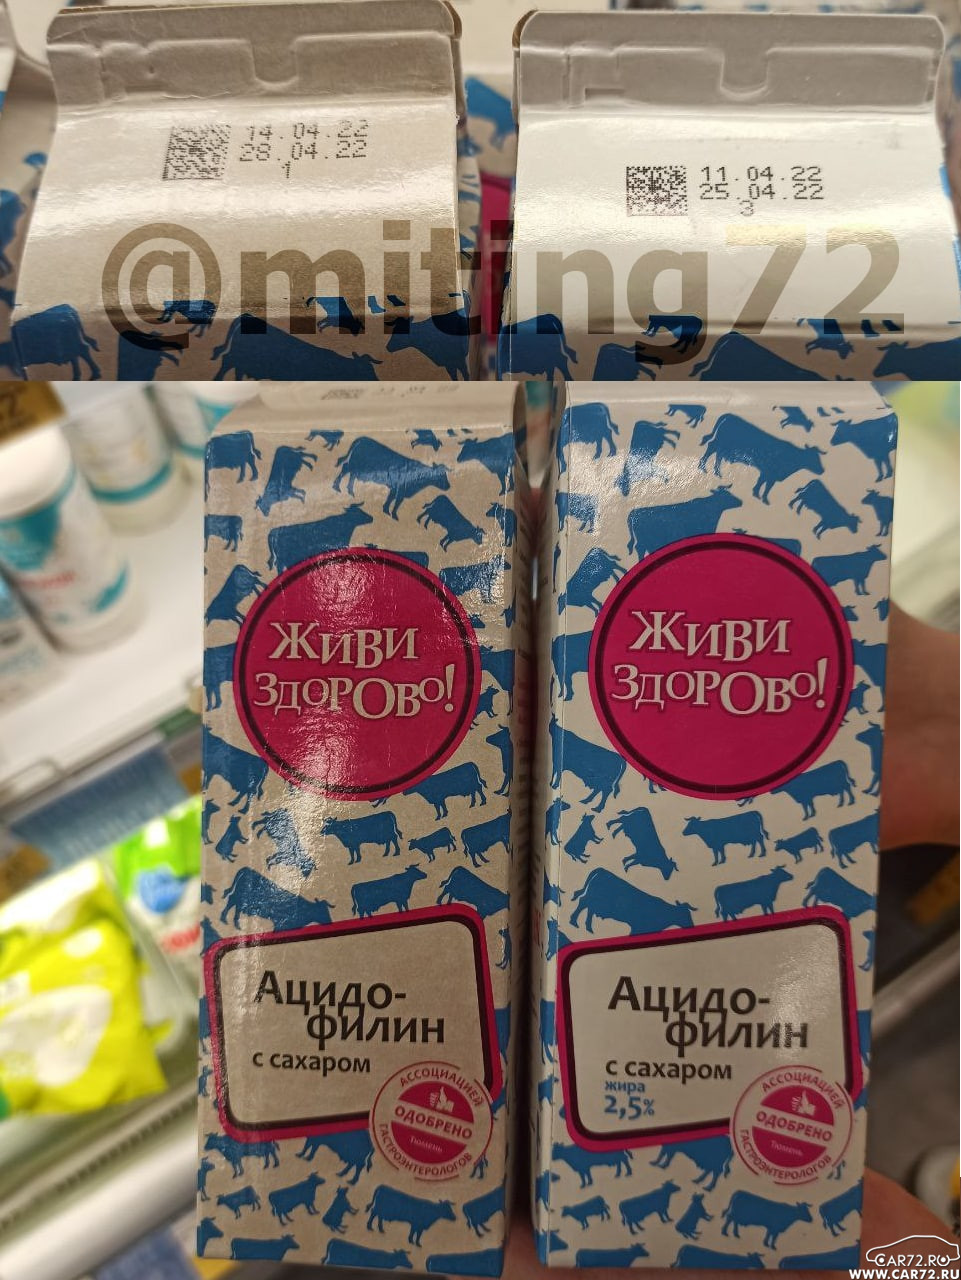 14.04.22
28.04.22
1
11.04.22
25.04.22
3
@miting72
ЖИВИ
ЗДОРОВО!
Ацидо-
филин
с сахаром
АССОЦИАЦИЕЙ
ОДОБРЕНО
Тюмень
ГАСТРОЭНТЕРОЛОГОВ
ЖИВИ
ЗДОРОВО!
Ацидо-
филин
с сахаром
жира
2,5%
АССОЦИАЦИЕЙ
ОДОБРЕНО
Тюмень
ГАСТРОЭНТЕРОЛОГОВ
CAR72.RU
WWW.CAR72.RU